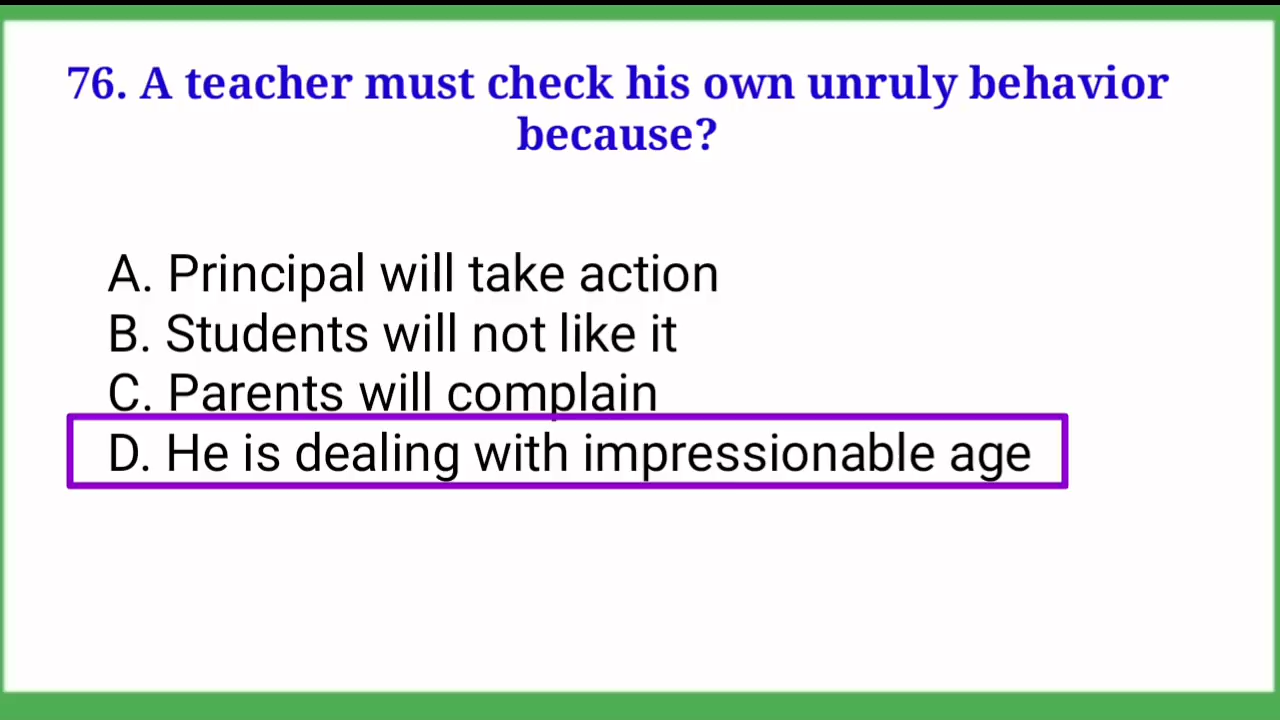 76. A teacher must check his own unruly behavior
because?
A. Principal will take action
B. Students will not like it
C. Parents will complain
D. He is dealing with impressionable age